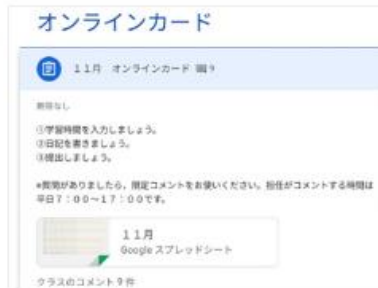 オンラインカード
11月 オンラインカード 9
期限なし
①学習時間を入力しましょう。
②日記を書きましょう。
③提出しましょう。
※質問がありましたら、限定コメントをお使いください。担任がコメントする時間は
平日7:00~17:00です。
11月
Google スプレッドシート
クラスのコメント9件